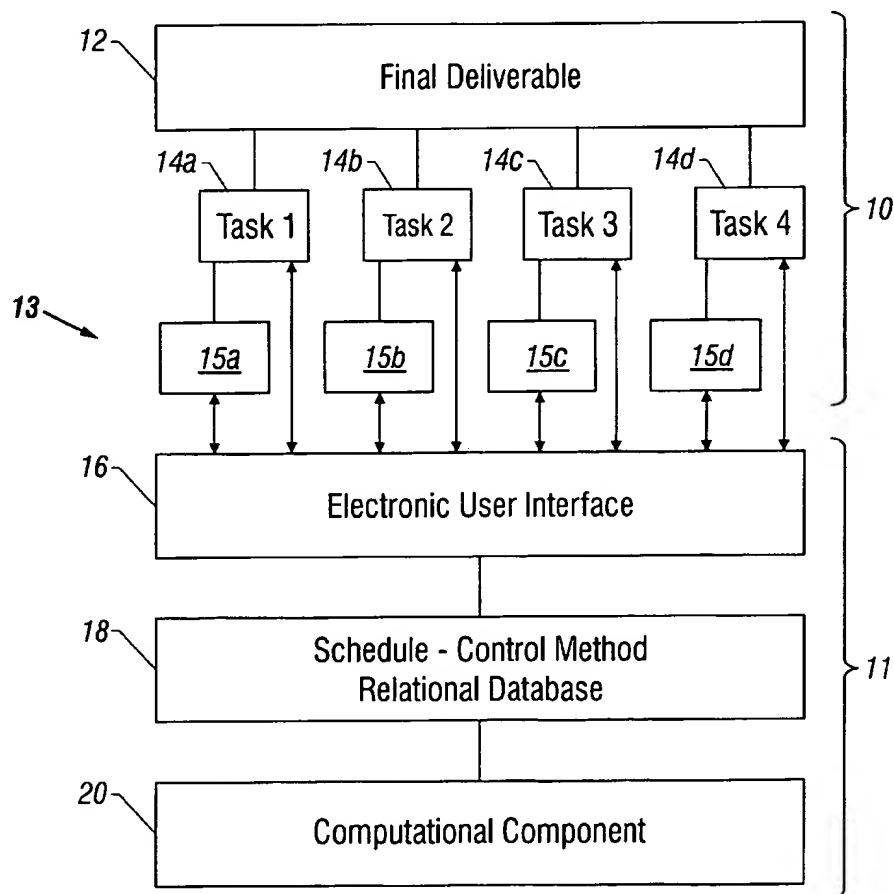 12
Final Deliverable
14a
14b
14c
14d
Task 1
Task 2
Task 3
Task 4
10
13
15a
15b
15c
15d
16
Electronic User Interface
18
Schedule - Control Method
Relational Database
11
20
Computational Component